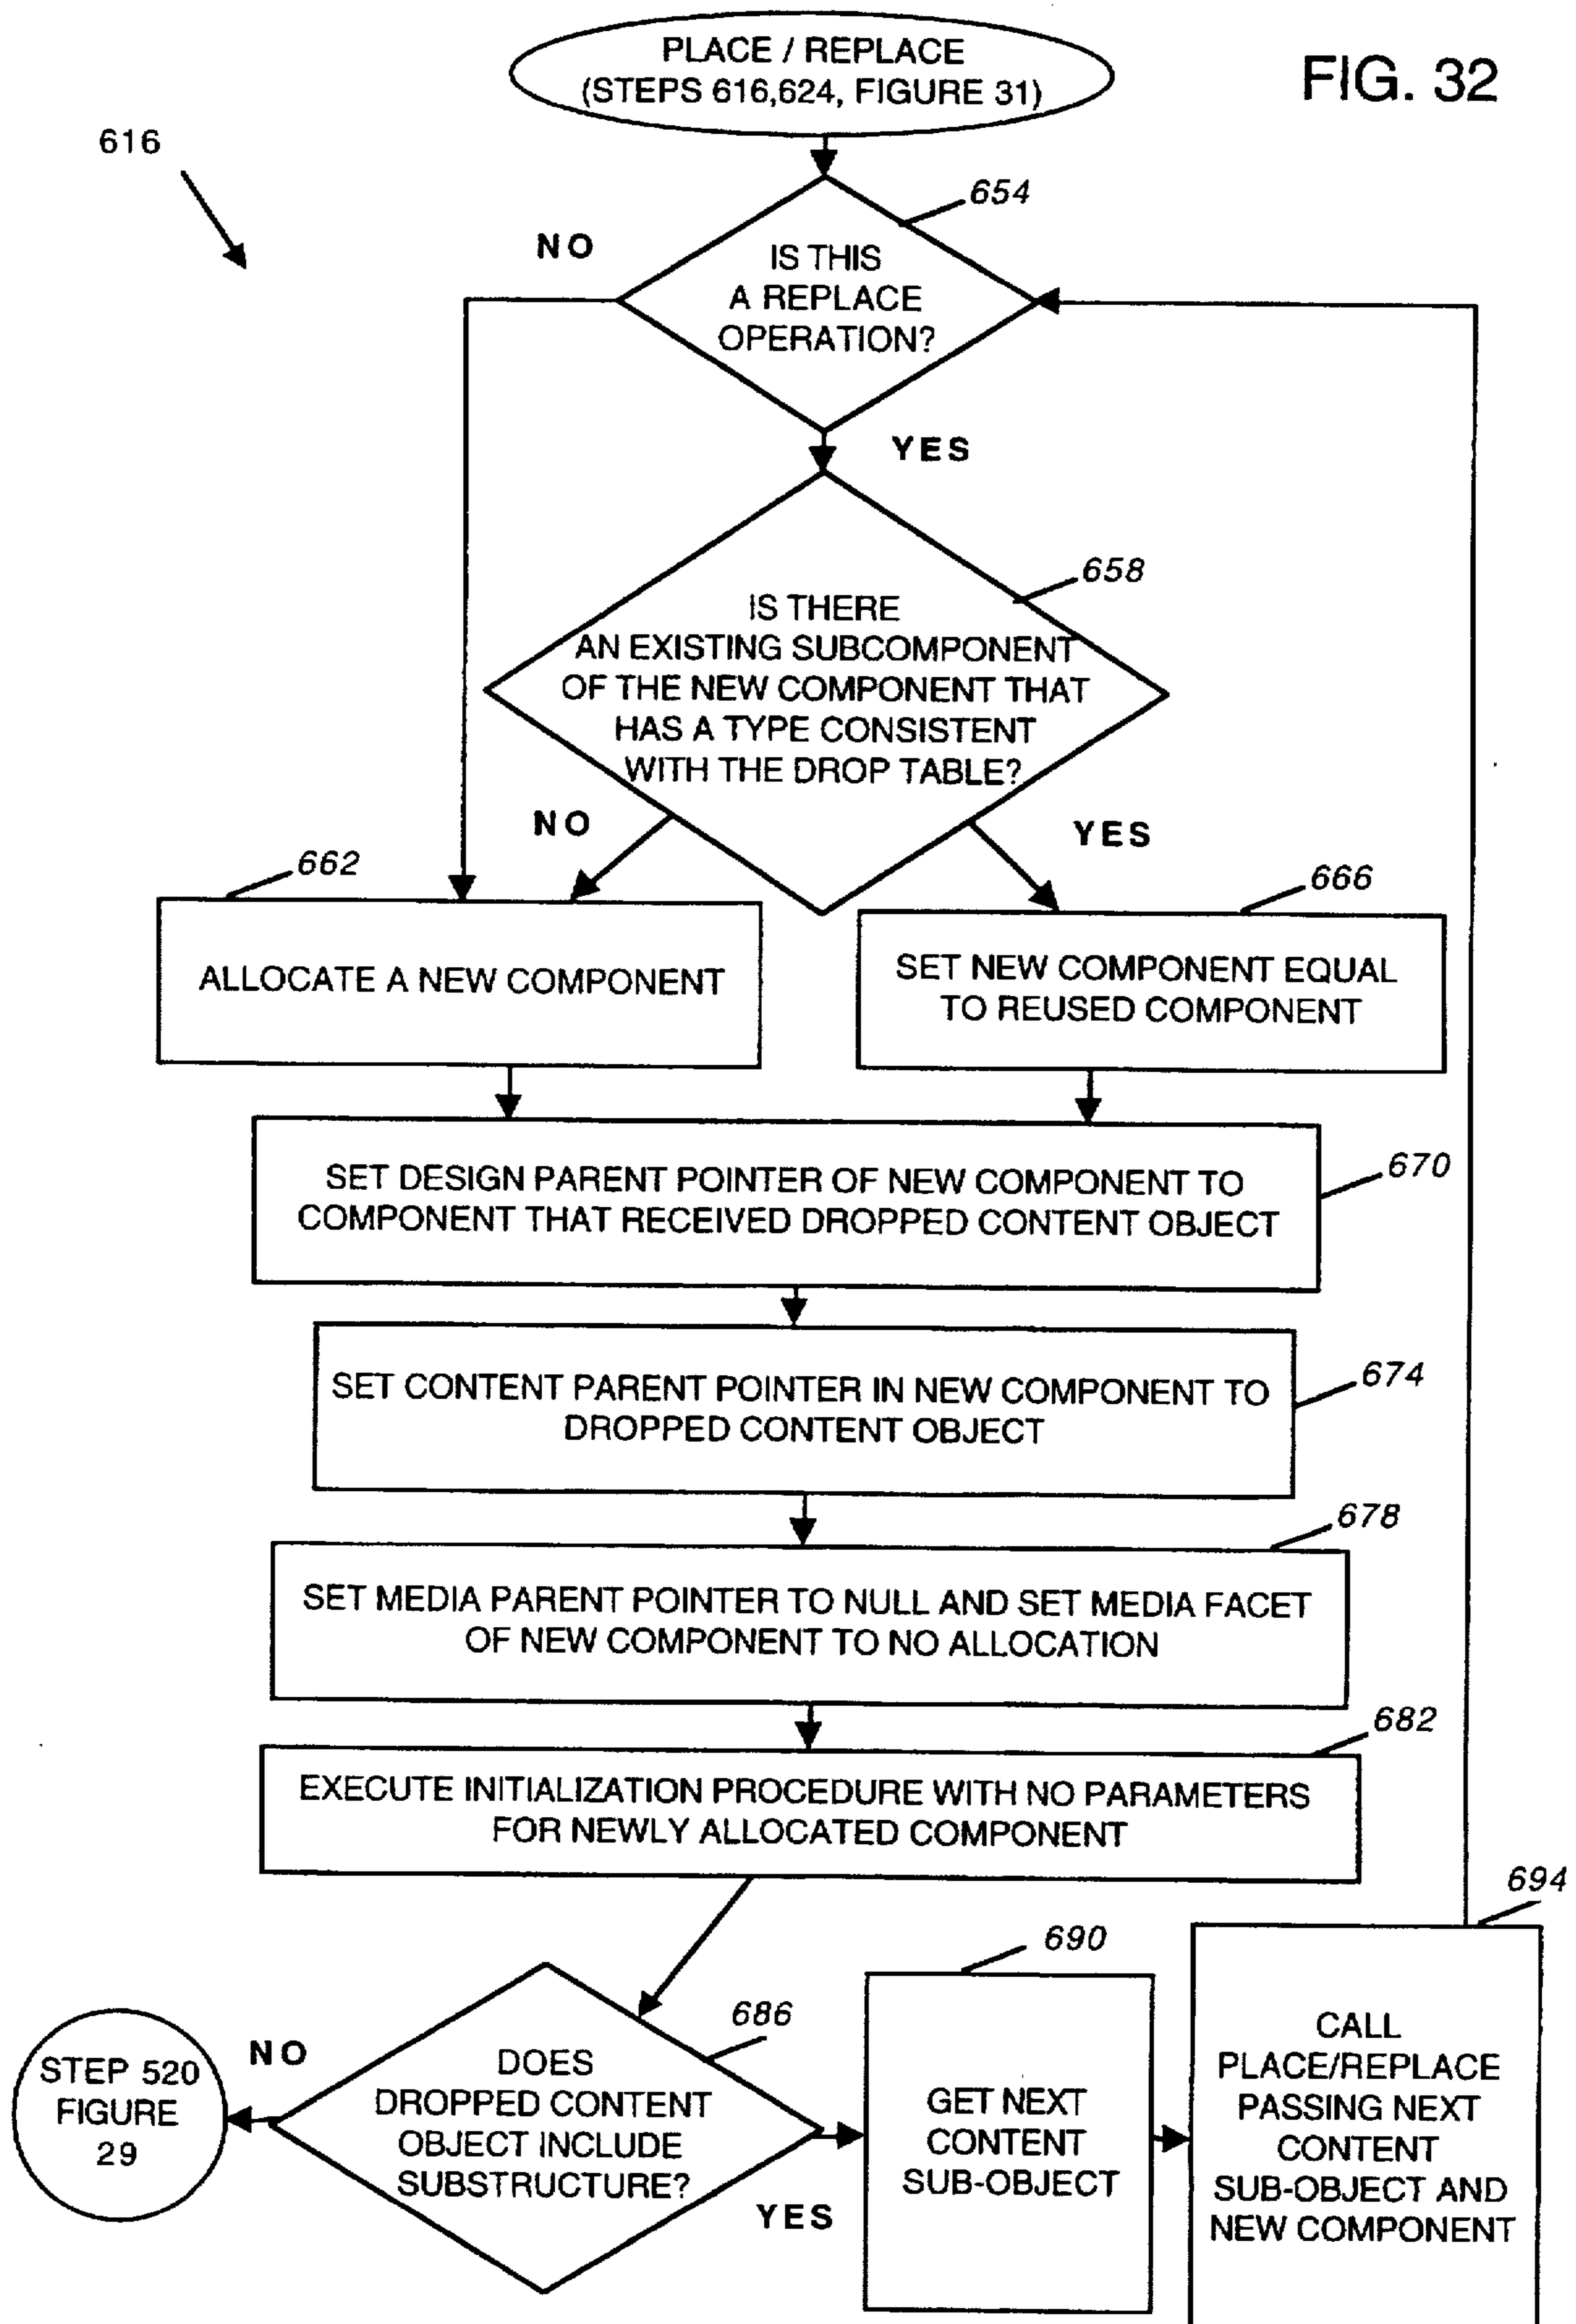 PLACE / REPLACE
(STEPS 616,624, FIGURE 31)
FIG. 32
616
654
NO
IS THIS
A REPLACE
OPERATION?
YES
658
IS THERE
AN EXISTING SUBCOMPONENT
OF THE NEW COMPONENT THAT
HAS A TYPE CONSISTENT
WITH THE DROP TABLE?
NO
YES
662
666
ALLOCATE A NEW COMPONENT
SET NEW COMPONENT EQUAL
TO REUSED COMPONENT
670
SET DESIGN PARENT POINTER OF NEW COMPONENT TO
COMPONENT THAT RECEIVED DROPPED CONTENT OBJECT
674
SET CONTENT PARENT POINTER IN NEW COMPONENT TO
DROPPED CONTENT OBJECT
678
SET MEDIA PARENT POINTER TO NULL AND SET MEDIA FACET
OF NEW COMPONENT TO NO ALLOCATION
682
EXECUTE INITIALIZATION PROCEDURE WITH NO PARAMETERS
FOR NEWLY ALLOCATED COMPONENT
686
DOES
DROPPED CONTENT
OBJECT INCLUDE
SUBSTRUCTURE?
NO
STEP 520
FIGURE
29
YES
690
GET NEXT
CONTENT
SUB-OBJECT
694
CALL
PLACE/REPLACE
PASSING NEXT
CONTENT
SUB-OBJECT AND
NEW COMPONENT